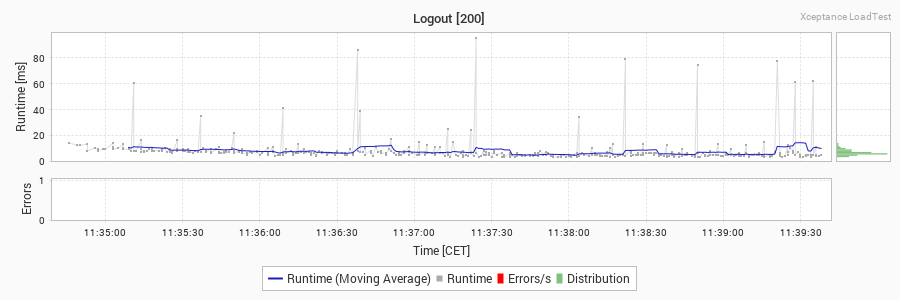 Logout [200]
Xceptance LoadTest
Runtime [ms]
80
60
40
20
0
Errors
1
0
11:35:00 11:35:30 11:36:00 11:36:30 11:37:00 11:37:30 11:38:00 11:38:30 11:39:00 11:39:30
Time [CET]
Runtime (Moving Average) Runtime Errors/s Distribution